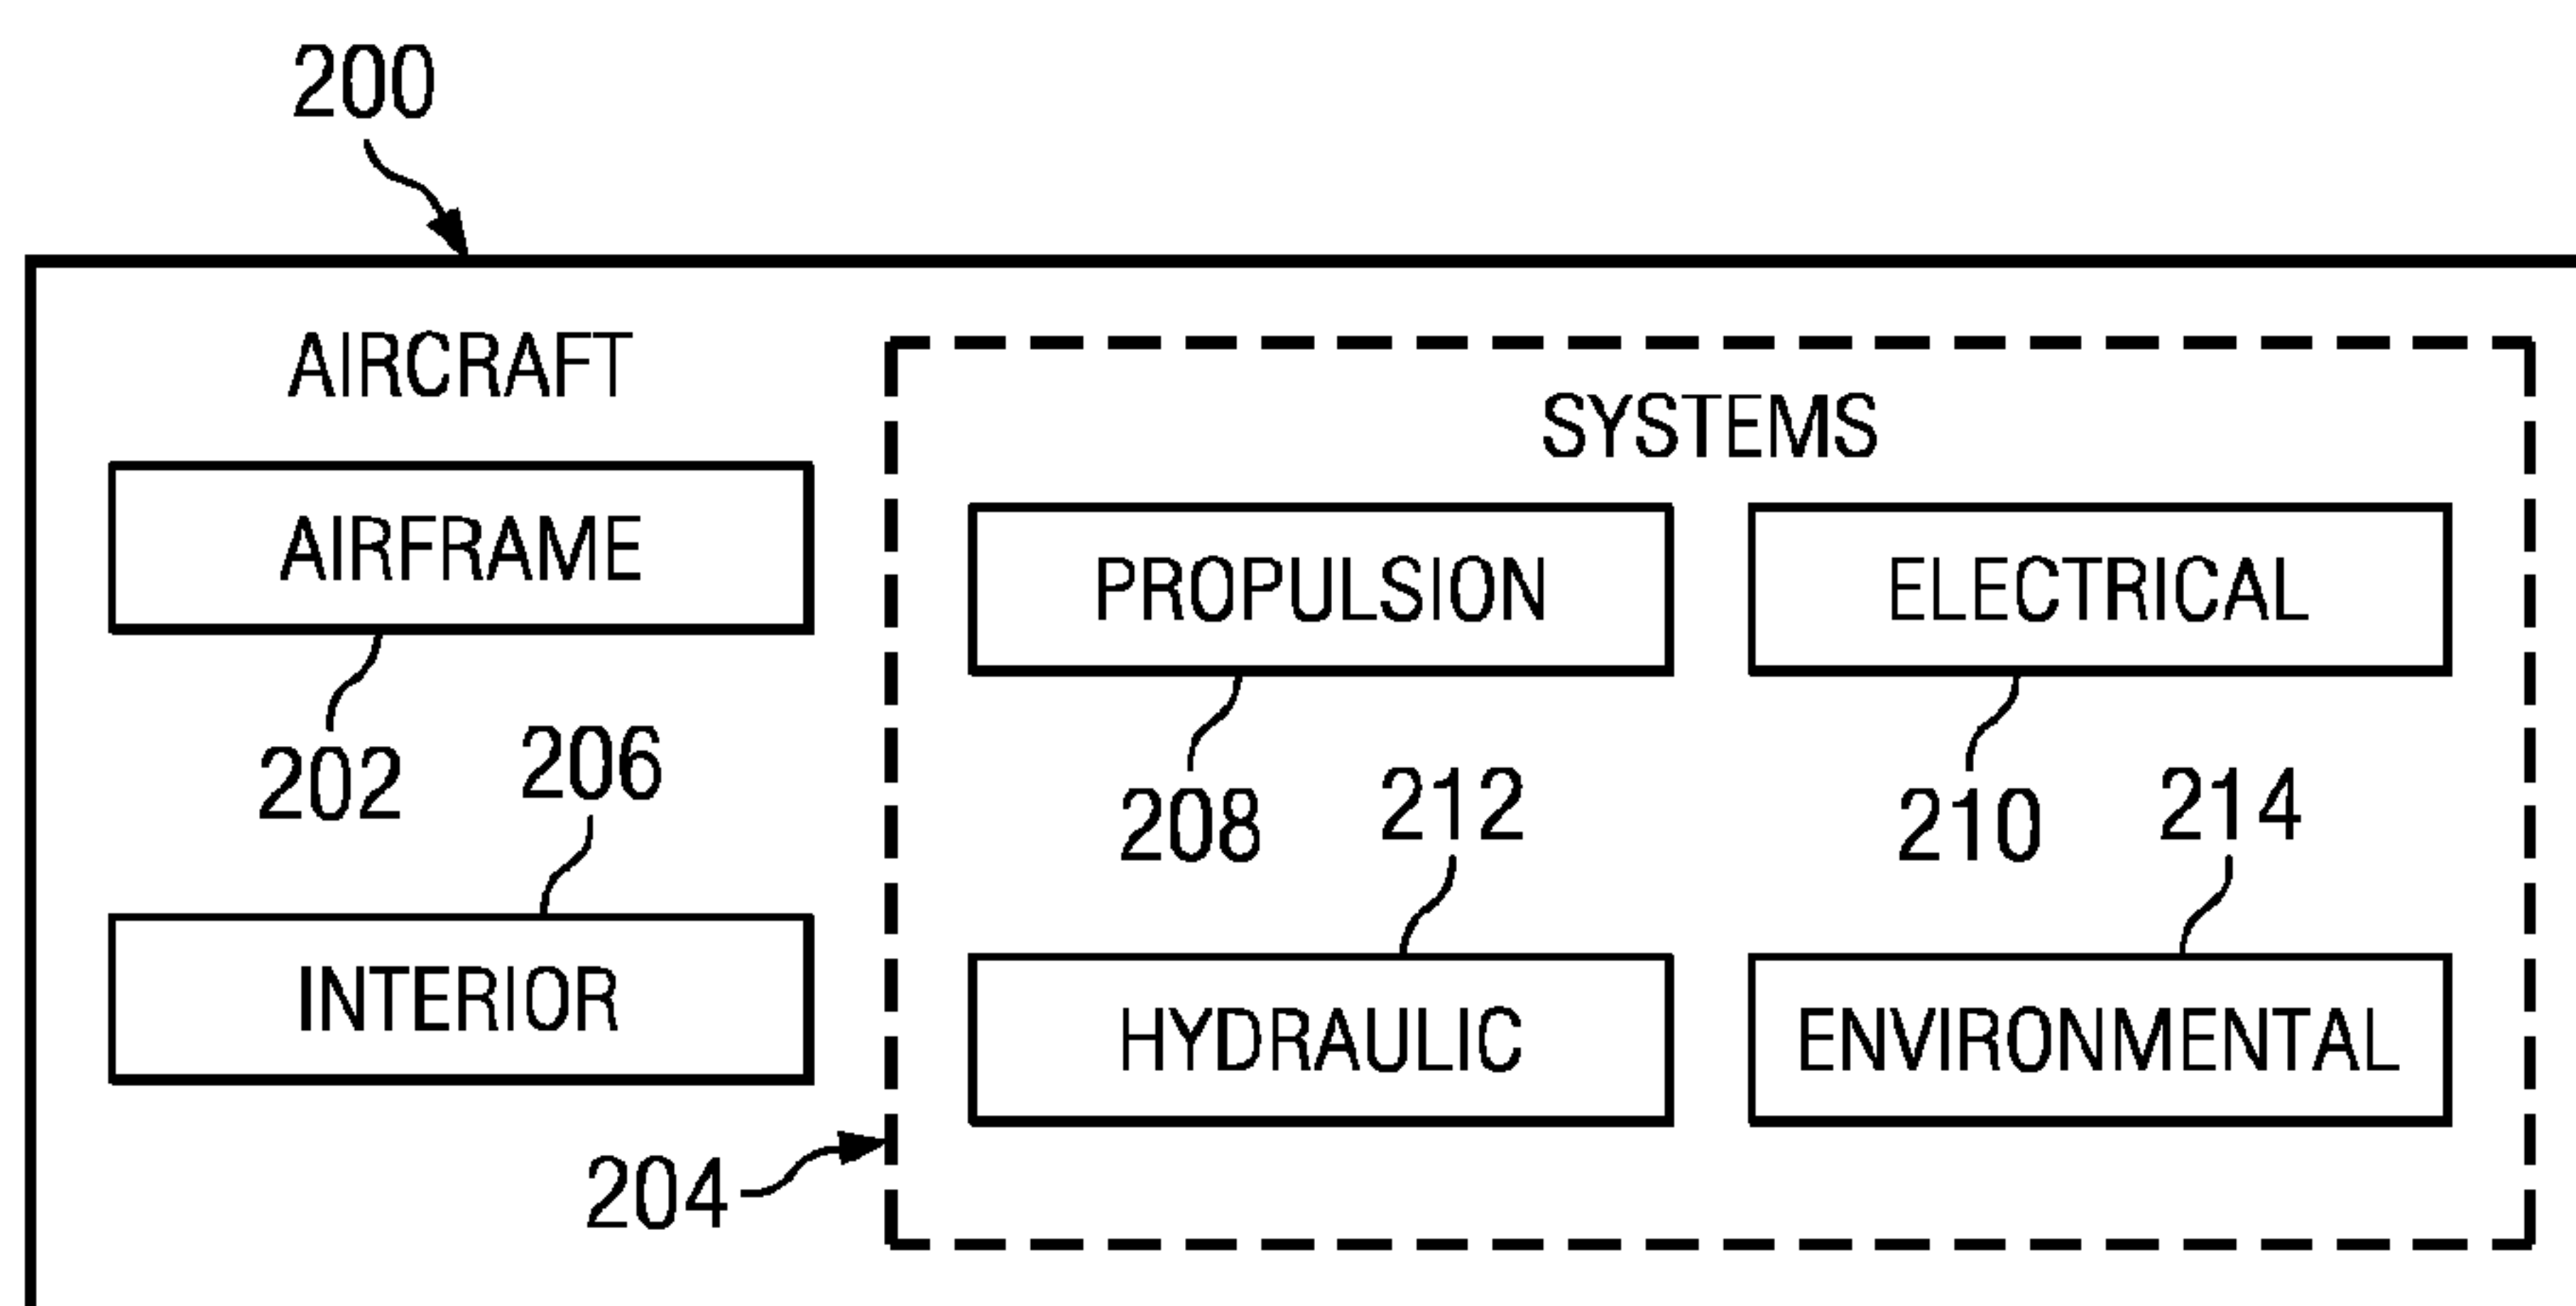 200
AIRCRAFT
SYSTEMS
AIRFRAME
PROPULSION
ELECTRICAL
202
206
208
212
210
214
INTERIOR
HYDRAULIC
ENVIRONMENTAL
204